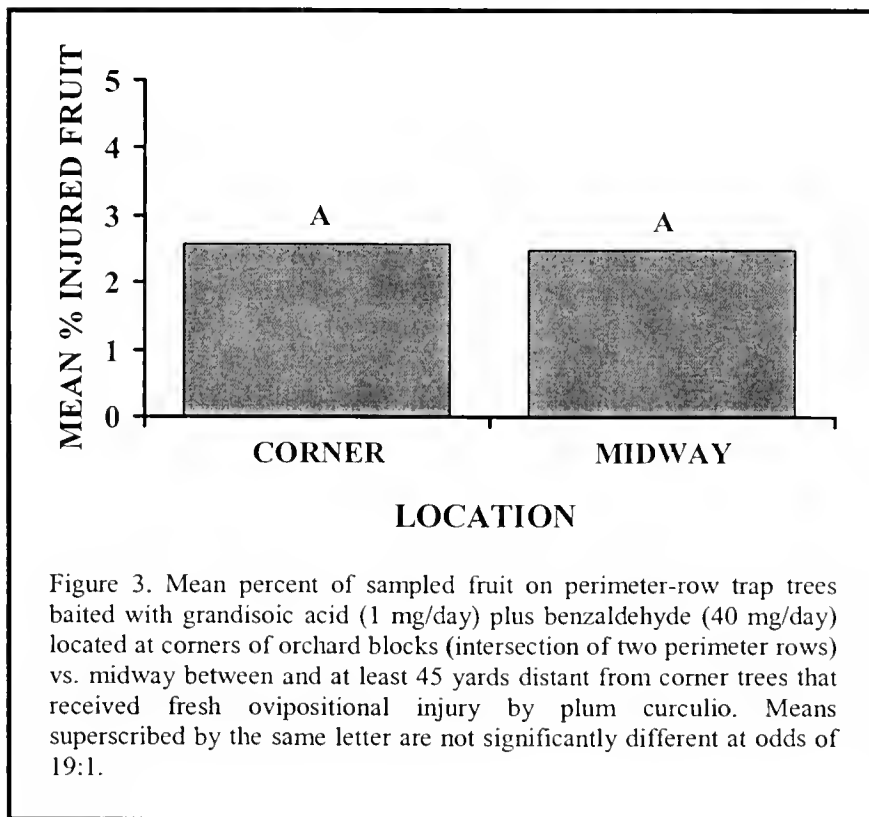 MEAN % INJURED FRUIT
5
4
3
2
1
0
A
A
CORNER
MIDWAY
LOCATION
Figure 3. Mean percent of sampled fruit on perimeter-row trap trees
baited with grandisoic acid (1 mg/day) plus benzaldehyde (40 mg/day)
located at corners of orchard blocks (intersection of two perimeter rows)
vs. midway between and at least 45 yards distant from corner trees that
received fresh ovipositional injury by plum curculio. Means
superscribed by the same letter are not significantly different at odds of
19:1.